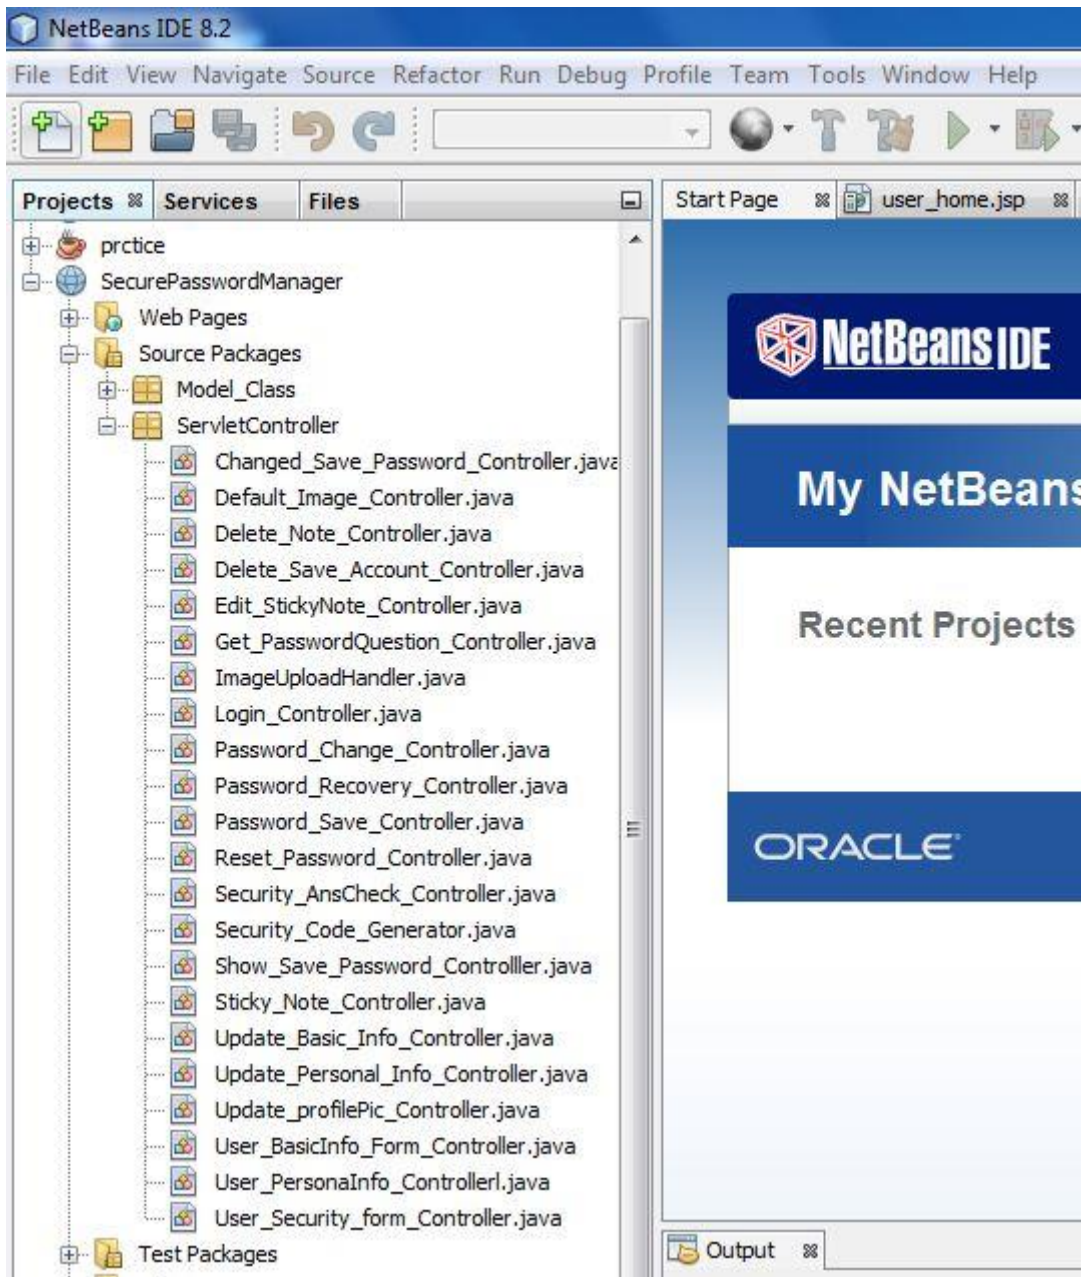 NetBeans IDE 8.2
File Edit View Navigate Source Refactor Run Debug Profile Team Tools Window Help
Projects Services Files
Start Page user_home.jsp
prctice
SecurePasswordManager
Web Pages
Source Packages
Model_Class
ServletController
Changed_Save_Password_Controller.java
Default_Image_Controller.java
Delete_Note_Controller.java
Delete_Save_Account_Controller.java
Edit_StickyNote_Controller.java
Get_PasswordQuestion_Controller.java
ImageUploadHandler.java
Login_Controller.java
Password_Change_Controller.java
Password_Recovery_Controller.java
Password_Save_Controller.java
Reset_Password_Controller.java
Security_AnsCheck_Controller.java
Security_Code_Generator.java
Show_Save_Password_Controlller.java
Sticky_Note_Controller.java
Update_Basic_Info_Controller.java
Update_Personal_Info_Controller.java
Update_profilePic_Controller.java
User_BasicInfo_Form_Controller.java
User_PersonaInfo_Controllerl.java
User_Security_form_Controller.java
Test Packages
NetBeans IDE
My NetBeans
Recent Projects
ORACLE
Output